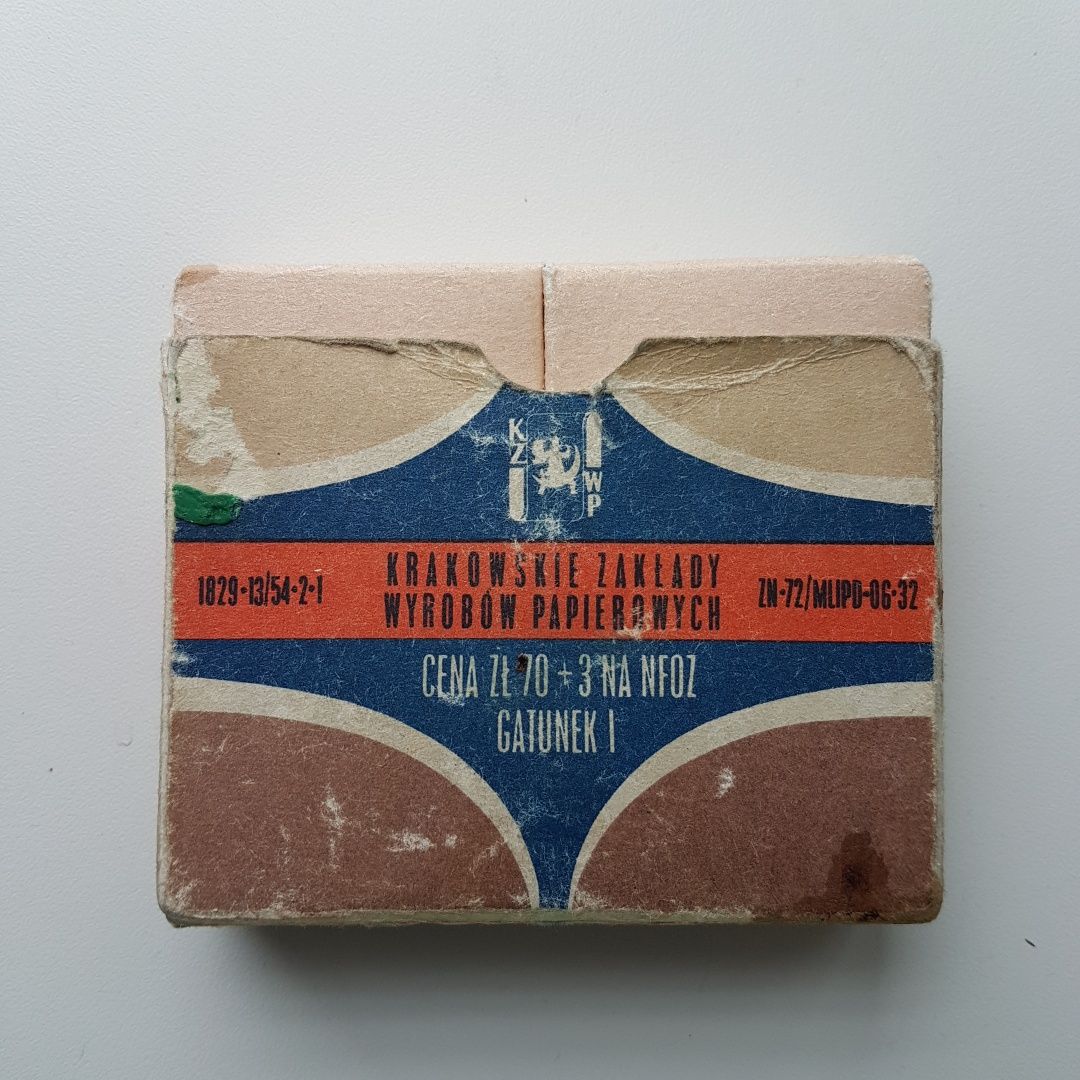 KZ
WP
1829·13/54·2·1
KRAKOWSKIE ZAKŁADY
WYROBÓW PAPIEROWYCH
ZN·72/MLIPD-06·32
CENA ZŁ 70 + 3 NA NFOZ
GATUNEK I